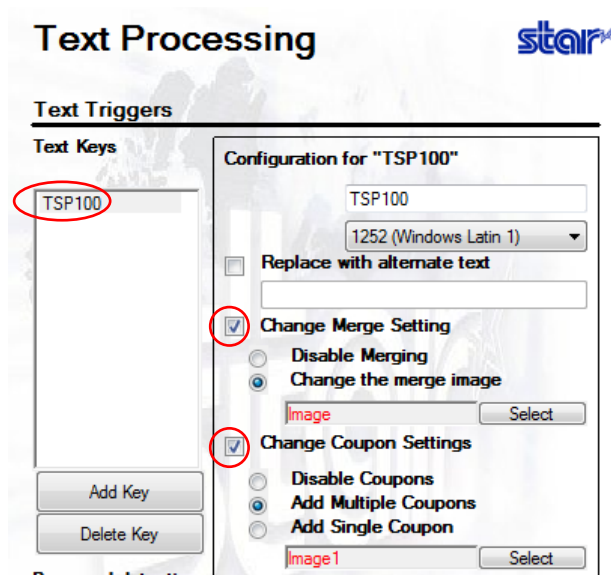 Text Processing
star
Text Triggers
Text Keys
Configuration for "TSP100"
TSP100
TSP100
1252 (Windows Latin 1)
Replace with alternate text
Change Merge Setting
Disable Merging
Change the merge image
Image
Select
Change Coupon Settings
Disable Coupons
Add Multiple Coupons
Add Single Coupon
Image1
Select
Add Key
Delete Key